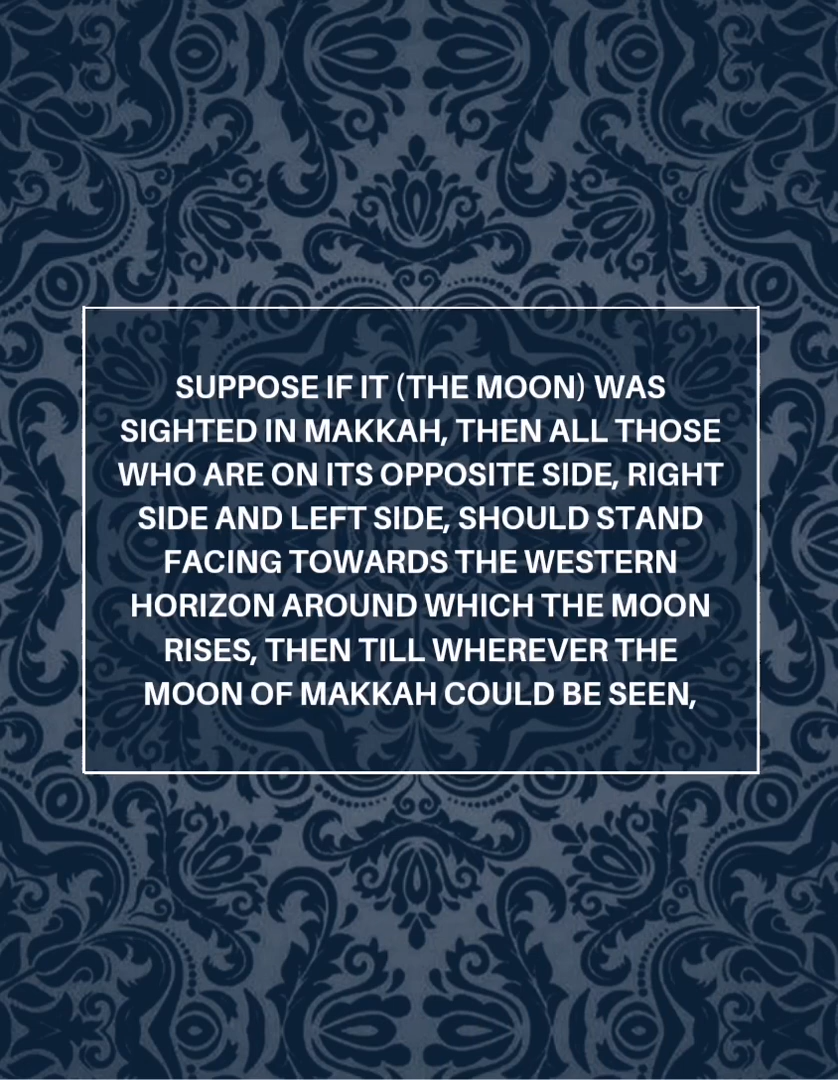 SUPPOSE IF IT (THE MOON) WAS
SIGHTED IN MAKKAH, THEN ALL THOSE
WHO ARE ON ITS OPPOSITE SIDE, RIGHT
SIDE AND LEFT SIDE, SHOULD STAND
FACING TOWARDS THE WESTERN
HORIZON AROUND WHICH THE MOON
RISES, THEN TILL WHEREVER THE
MOON OF MAKKAH COULD BE SEEN,